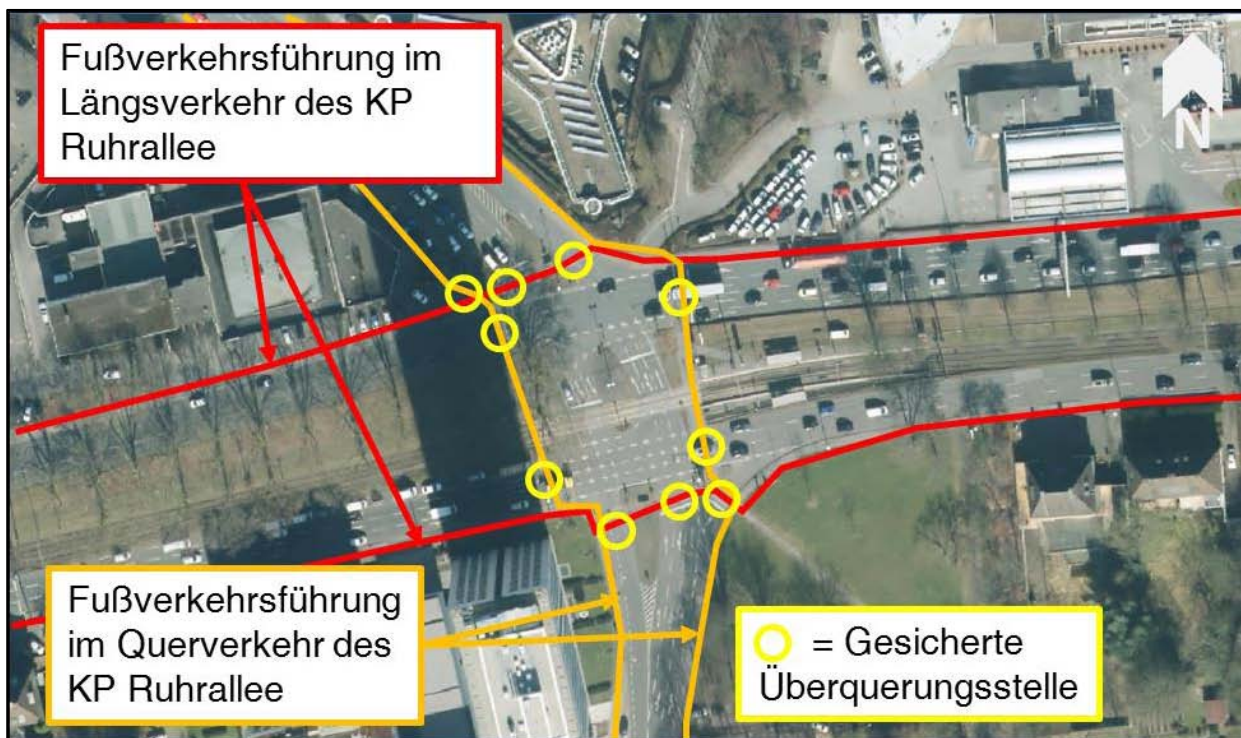 Fußverkehrsführung im
Längsverkehr des KP
Ruhrallee
N
Fußverkehrsführung
im Querverkehr des
KP Ruhrallee
= Gesicherte
Überquerungsstelle